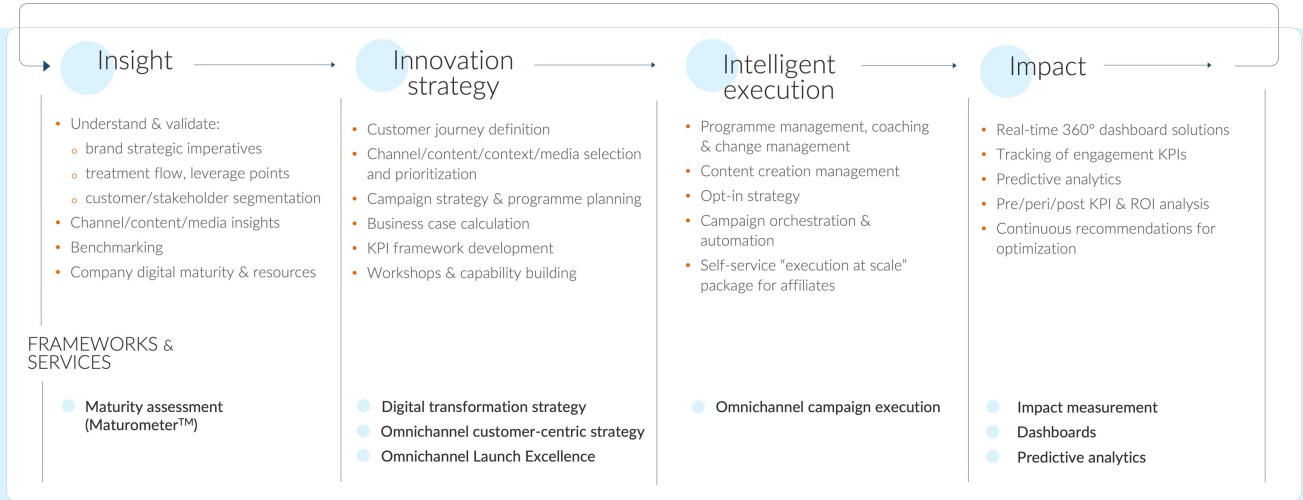 Insight
Understand & validate:
brand strategic imperatives
treatment flow, leverage points
customer/stakeholder segmentation
Channel/content/media insights
Benchmarking
Company digital maturity & resources
Innovation
strategy
Customer journey definition
Channel/content/context/media selection
and prioritization
Campaign strategy & programme planning
Business case calculation
KPI framework development
Workshops & capability building
Intelligent
execution
Programme management, coaching
& change management
Content creation management
Opt-in strategy
Campaign orchestration &
automation
Self-service “execution at scale”
package for affiliates
Impact
Real-time 360° dashboard solutions
Tracking of engagement KPIs
Predictive analytics
Pre/peri/post KPI & ROI analysis
Continuous recommendations for
optimization
FRAMEWORKS &
SERVICES
Maturity assessment
(Maturometer™)
Digital transformation strategy
Omnichannel customer-centric strategy
Omnichannel Launch Excellence
Omnichannel campaign execution
Impact measurement
Dashboards
Predictive analytics